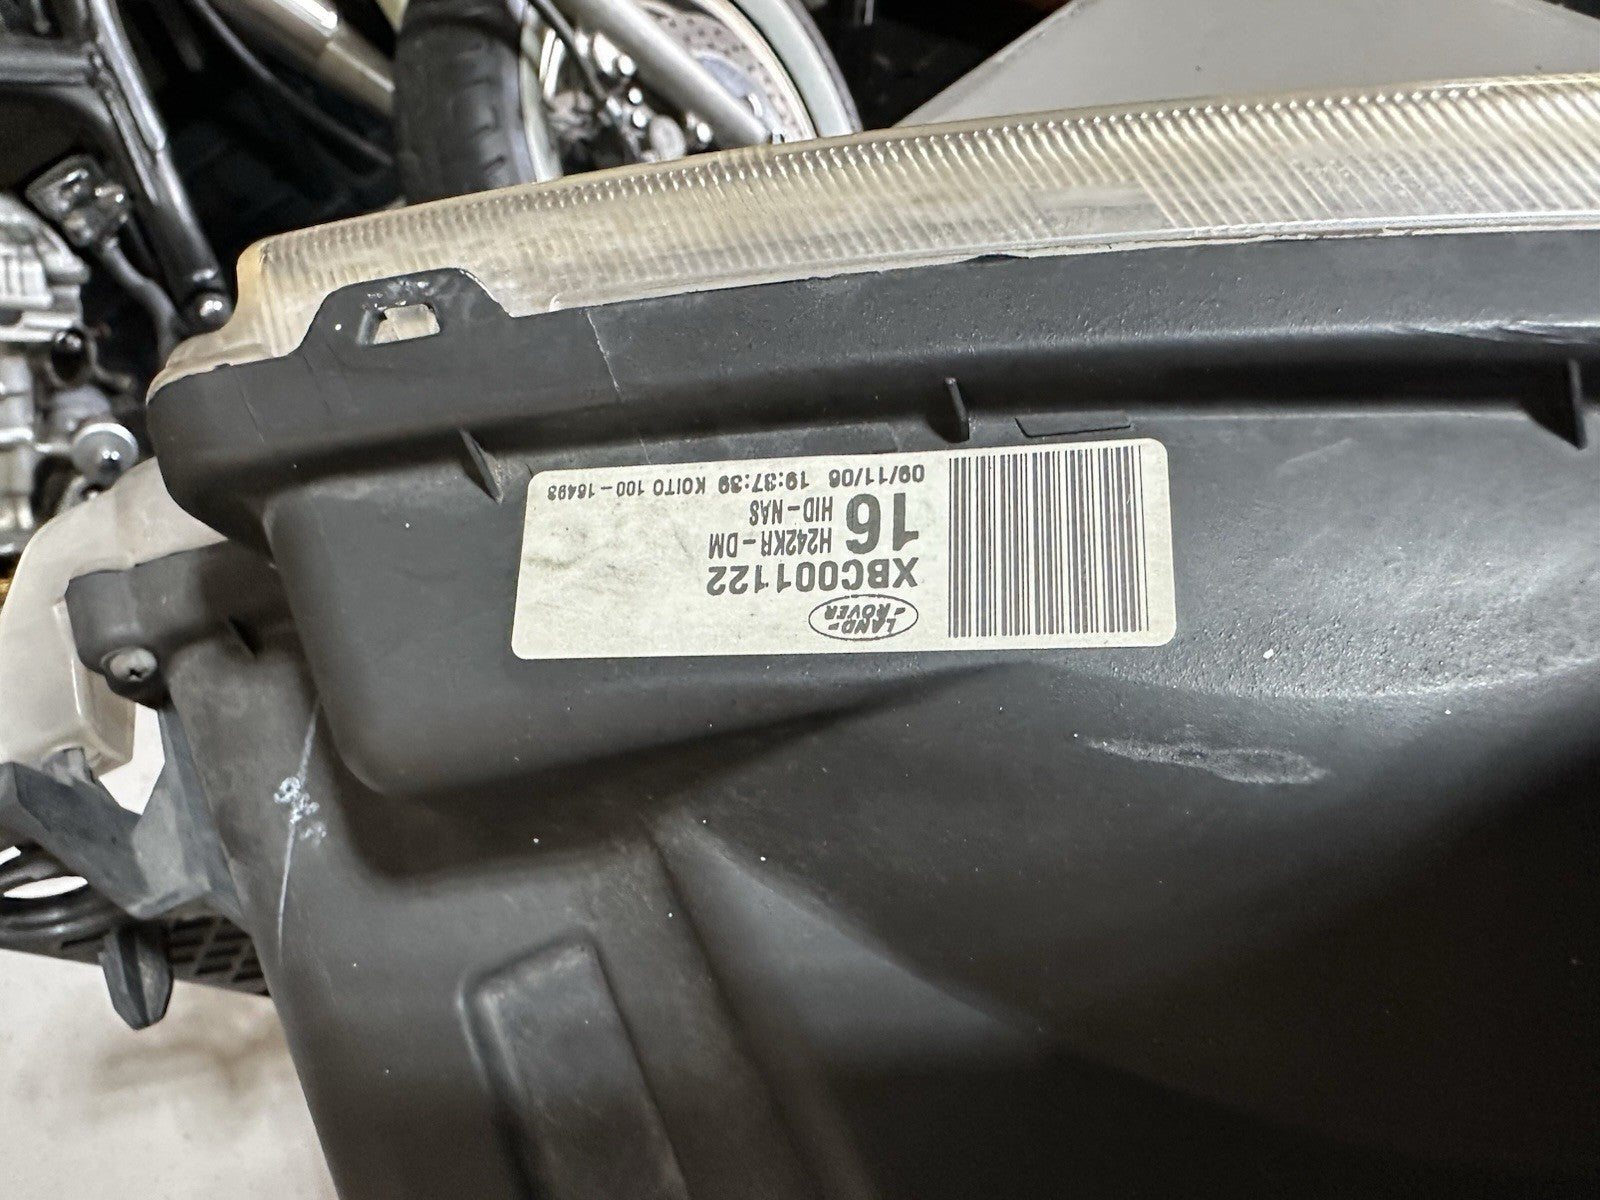 LAND-
-ROVER
XBC001122
16 H242KR-DM
HID-NAS
09/11/06 19:37:39 KOITO 100-16493